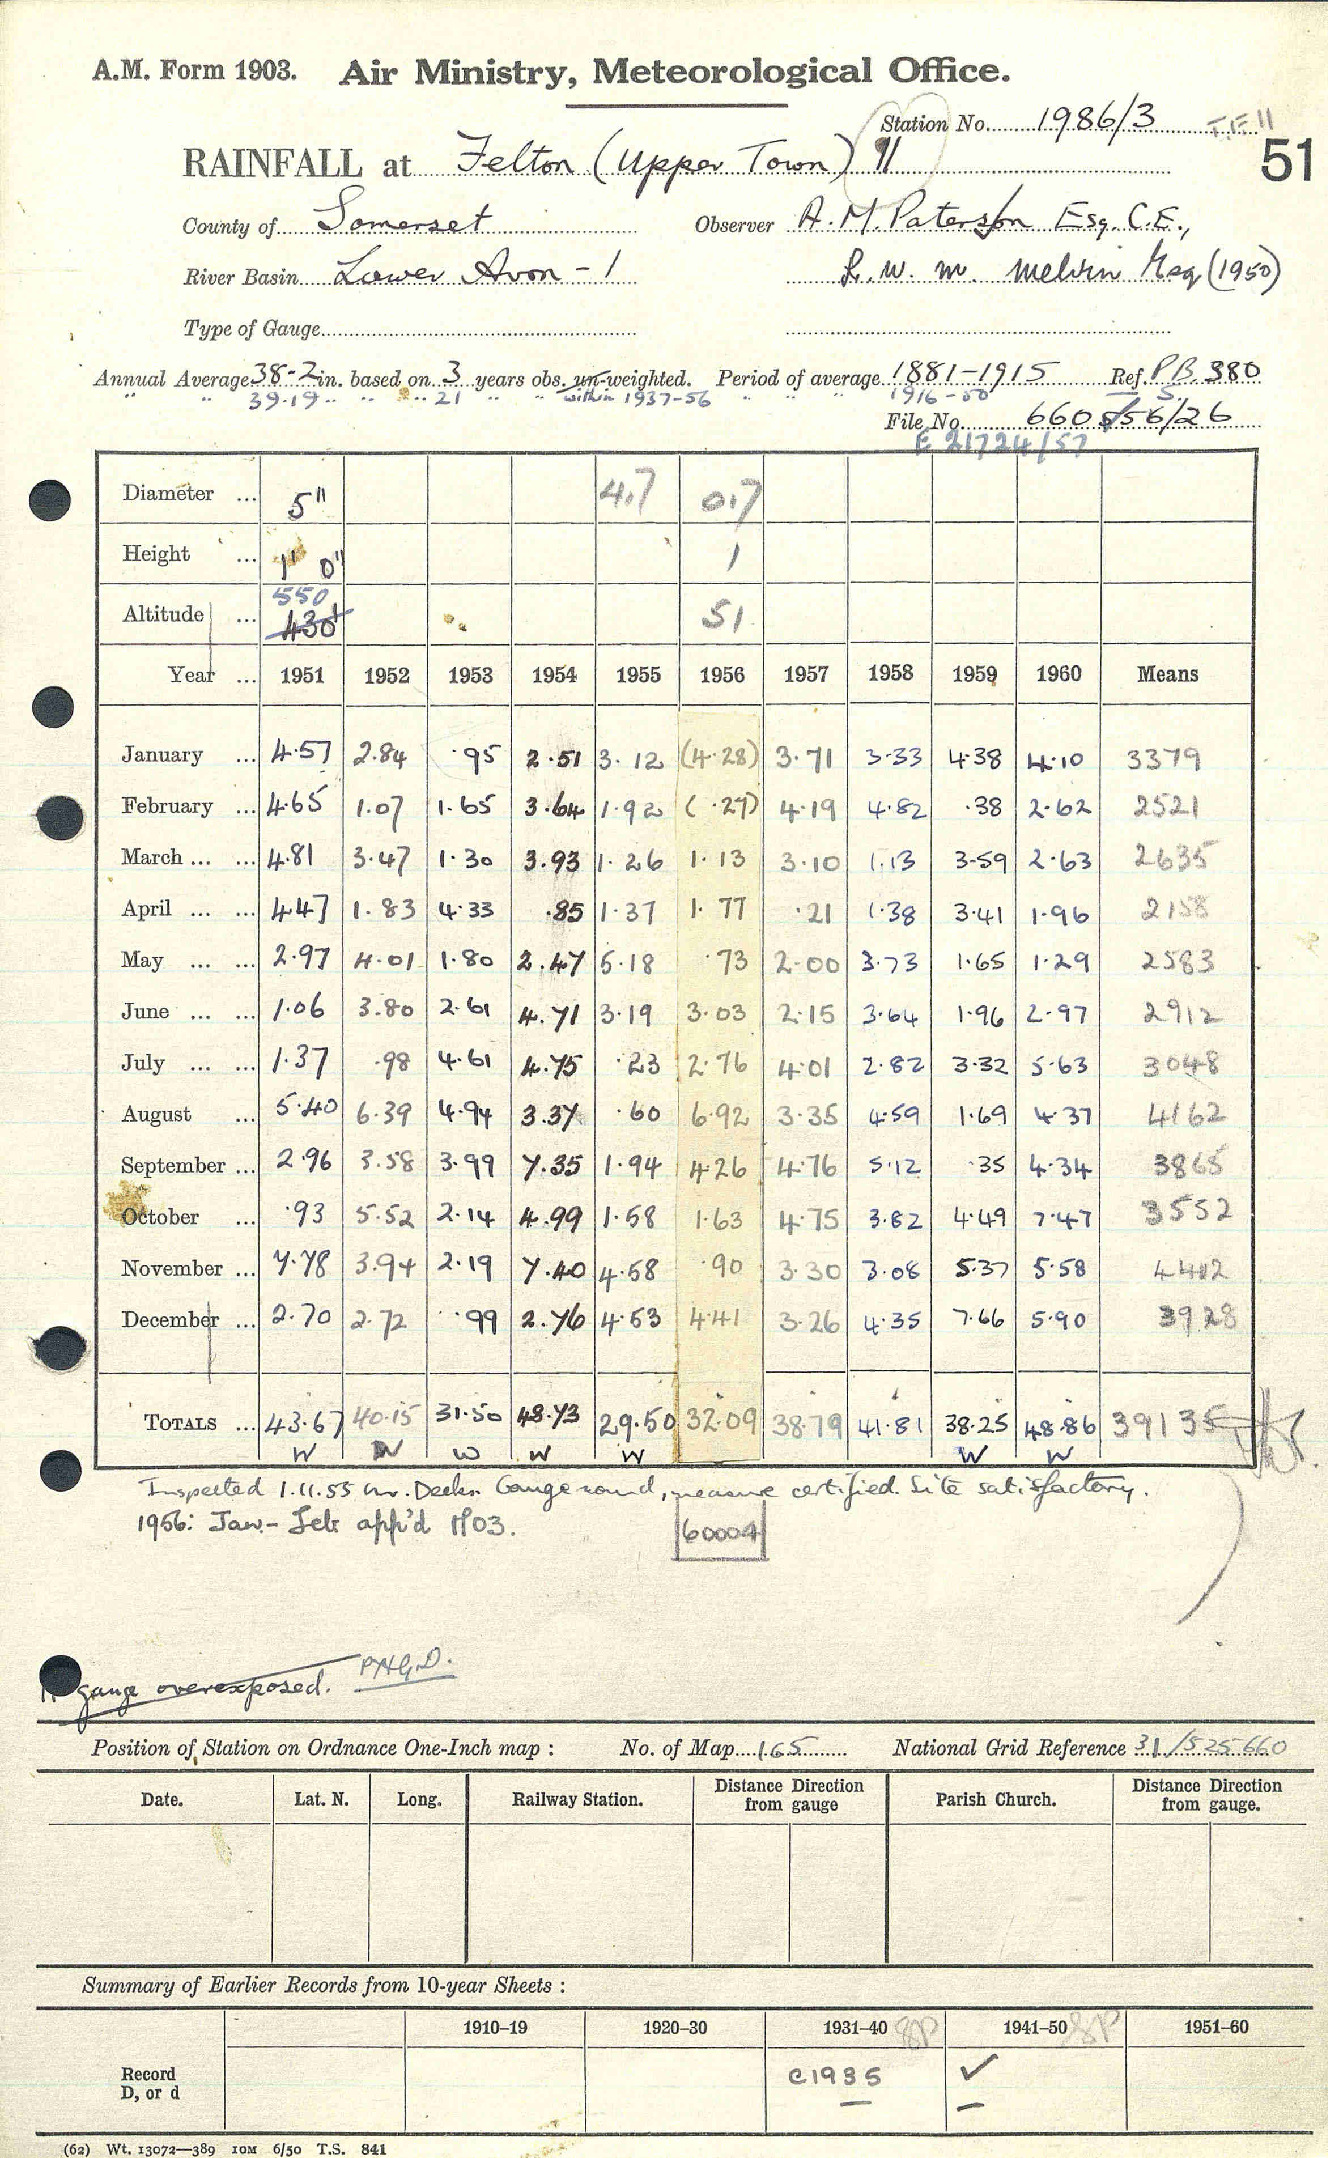 A.M. Form 1903. Air Ministry, Meteorological Office.
Station No. 1986/3 T.F 11
51
RAINFALL at Felton (Upper Town) 11
County of Somerset Observer A. M. Paterson Esq. C.E.,
River Basin Lower Avon - 1 L. W. M. Melvin Esq (1950)
Type of Gauge
Annual Average 38-2 in. based on 3 years obs. un-weighted. Period of average 1881-1915 Ref. P.B. 380
" " 39.19 " " " 21 " " within 1937-56 " " " 1916-50 S.
File No. 660 5/56/26
E 21724/57
Diameter ... 5" 4.7 0.7
Height ... 1' 0" 1
550
Altitude ... 430' 51
Year ... 1951 1952 1953 1954 1955 1956 1957 1958 1959 1960 Means
January ... 4.57 2.84 .95 2.51 3.12 (4.28) 3.71 3.33 4.38 4.10 3379
February ... 4.65 1.07 1.65 3.64 1.92 (.27) 4.19 4.82 .38 2.62 2521
March ... ... 4.81 3.47 1.30 3.93 1.26 1.13 3.10 1.13 3.59 2.63 2635
April ... ... 4.47 1.83 4.33 .85 1.37 1.77 .21 1.38 3.41 1.96 2158
May ... ... 2.97 4.01 1.80 2.47 5.18 .73 2.00 3.73 1.65 1.29 2583
June ... ... 1.06 3.80 2.61 4.71 3.19 3.03 2.15 3.64 1.96 2.97 2912
July ... ... 1.37 .98 4.61 4.75 .23 2.76 4.01 2.82 3.32 5.63 3048
August ... 5.40 6.39 4.94 3.37 .60 6.92 3.35 4.59 1.69 4.37 4162
September ... 2.96 3.58 3.99 7.35 1.94 4.26 4.76 5.12 .35 4.34 3865
October ... .93 5.52 2.14 4.99 1.58 1.63 4.75 3.82 4.49 7.47 3552
November ... 7.78 3.94 2.19 7.40 4.58 .90 3.30 3.08 5.37 5.58 4412
December ... 2.70 2.72 .99 2.76 4.53 4.41 3.26 4.35 7.66 5.90 3928
TOTALS ... 43.67 40.15 31.50 48.73 29.50 32.09 38.79 41.81 38.25 48.86 39135
W W W W W W W
Inspected 1.11.55 Gauge sound, measure certified. Site satisfactory.
1956: Jan- Feb app'd 1903.
60004
gauge overexposed. P.H.G.D.
Position of Station on Ordnance One-Inch map : No. of Map 165 National Grid Reference 31/525660
Date. Lat. N. Long. Railway Station. Distance Direction from gauge Parish Church. Distance Direction from gauge.
Summary of Earlier Records from 10-year Sheets :
1910-19 1920-30 1931-40 SP 1941-50 SP 1951-60
Record
D, or d
C1935 ✓
— —
(62) Wt. 13072—389 10M 6/50 T.S. 841